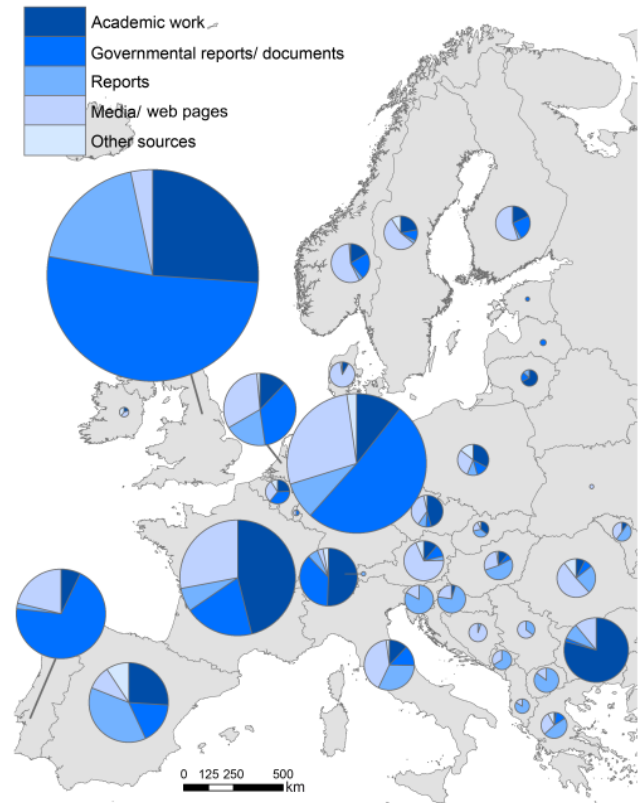 Academic work
Governmental reports/ documents
Reports
Media/ web pages
Other sources
0 125 250 500
km